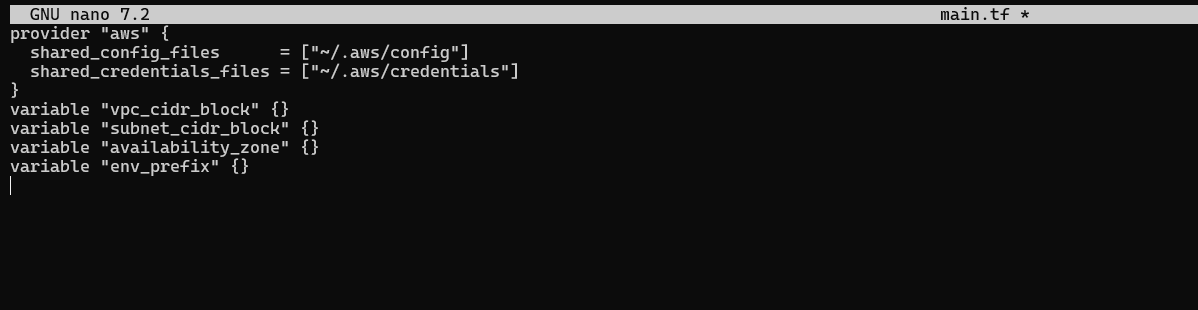 GNU nano 7.2 main.tf *
provider "aws" {
  shared_config_files      = ["~/.aws/config"]
  shared_credentials_files = ["~/.aws/credentials"]
}
variable "vpc_cidr_block" {}
variable "subnet_cidr_block" {}
variable "availability_zone" {}
variable "env_prefix" {}